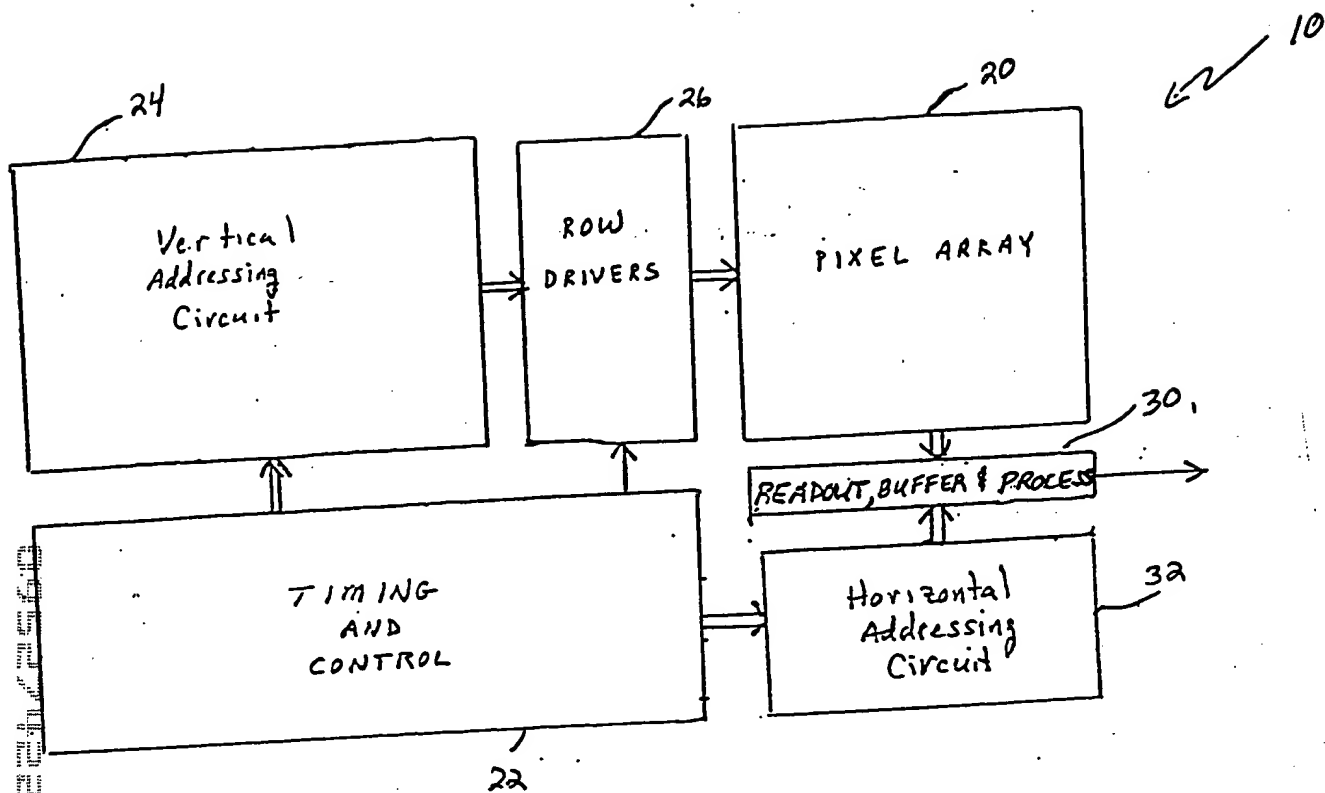 10
24
26
20
Vertical
Addressing
Circuit
ROW
DRIVERS
PIXEL ARRAY
30
READOUT, BUFFER & PROCESS
TIMING
AND
CONTROL
Horizontal
Addressing
Circuit
32
22